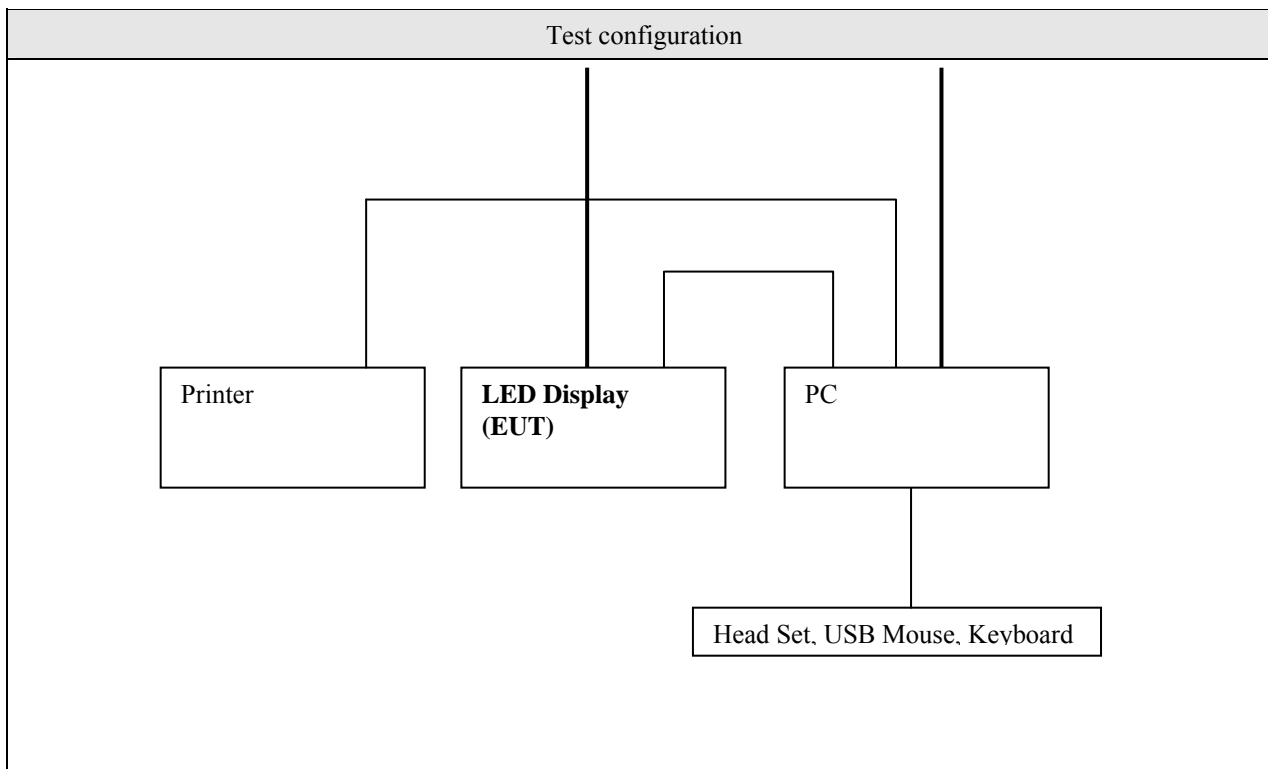 Test configuration
Printer
LED Display
(EUT)
PC
Head Set, USB Mouse, Keyboard